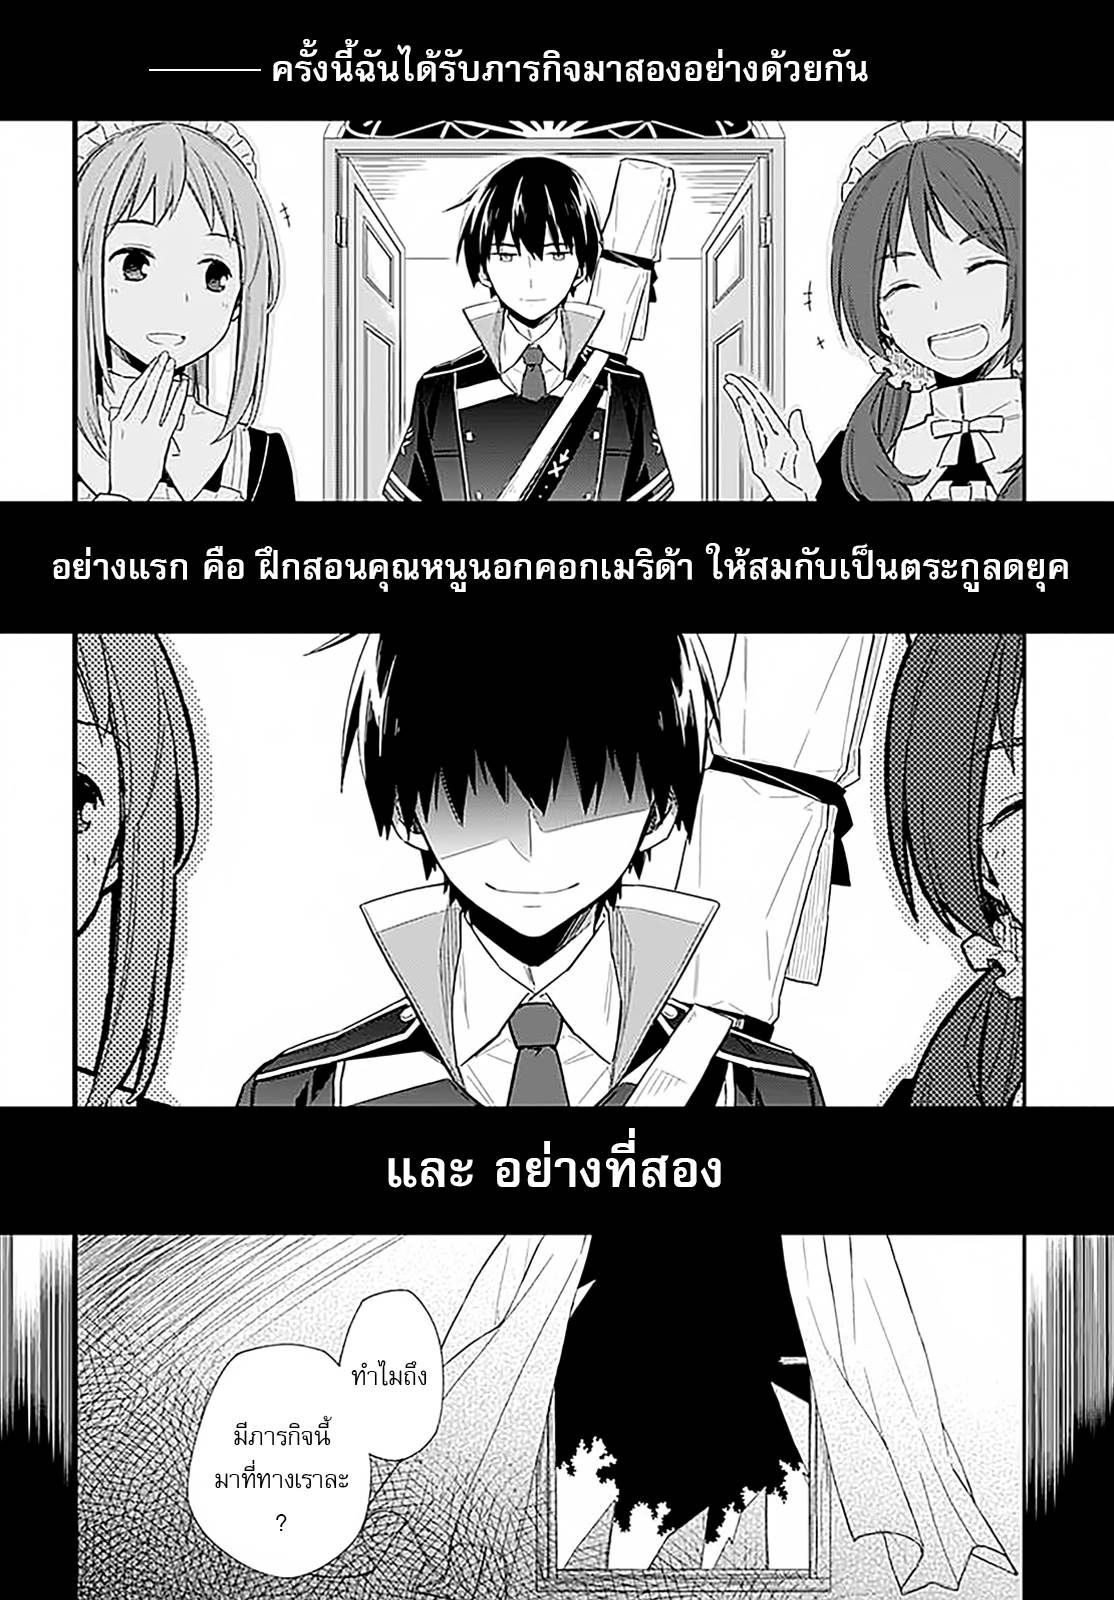 ครั้งนี้ฉันได้รับภารกิจมาสองอย่างด้วยกัน
อย่างแรก คือ ฝึกสอนคุณหนูนอกคอกเมริด้า ให้สมกับเป็นตระกูลดยุค
และ อย่างที่สอง
ทำไมถึง
มีภารกิจนี้
มาที่ทางเราละ
?